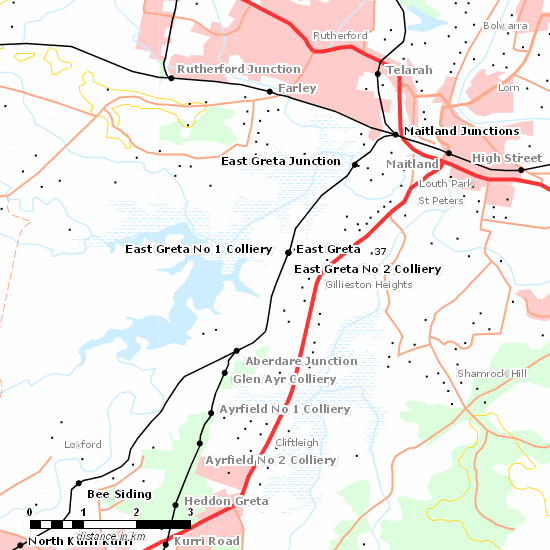 Rutherford
Bolwarra
Rutherford Junction
Telarah
Farley
Lorn
Maitland Junctions
High Street
East Greta Junction
Maitland
Louth Park
St Peters
East Greta No 1 Colliery
East Greta
.37
East Greta No 2 Colliery
Gillieston Heights
Aberdare Junction
Glen Ayr Colliery
Shamrock Hill
Ayrfield No 1 Colliery
Loxford
Cliftleigh
Ayrfield No 2 Colliery
Bee Siding
Heddon Greta
0 1 2 3
distance in km
North Kurri Kurri
Kurri Road